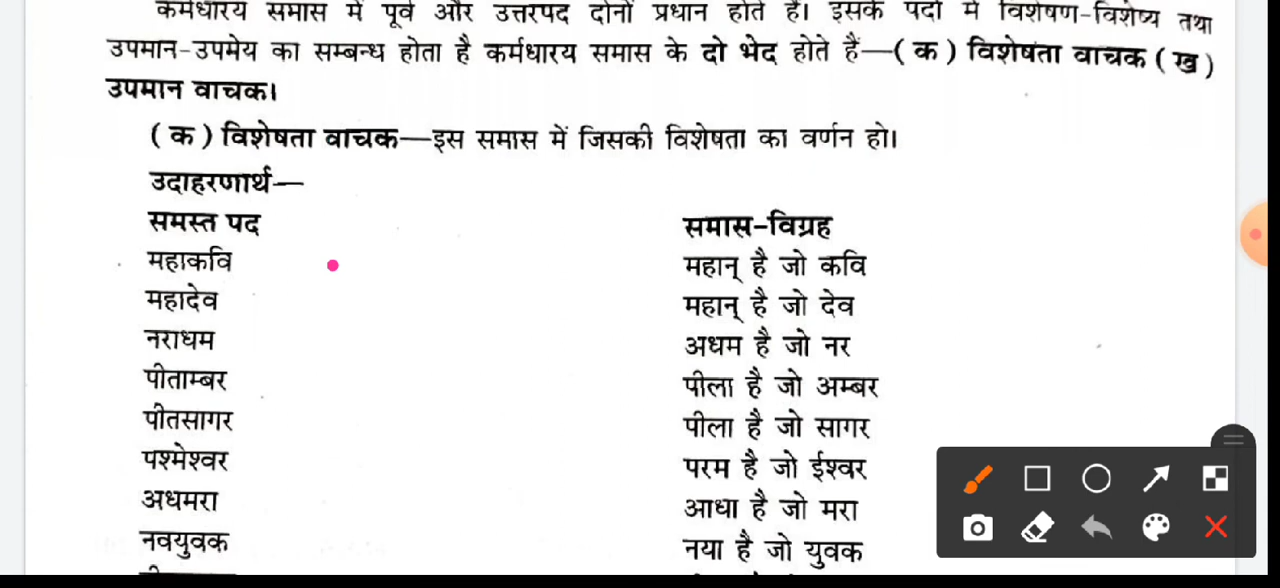 कर्मधारय समास में पूर्व और उत्तरपद दोनों प्रधान होते हैं। इसके पदों में विशेषण-विशेष्य तथा
उपमान-उपमेय का सम्बन्ध होता है कर्मधारय समास के दो भेद होते हैं—(क) विशेषता वाचक (ख)
उपमान वाचक।
(क) विशेषता वाचक—इस समास में जिसकी विशेषता का वर्णन हो।
उदाहरणार्थ—
समस्त पद समास-विग्रह
महाकवि महान् है जो कवि
महादेव महान् है जो देव
नराधम अधम है जो नर
पीताम्बर पीला है जो अम्बर
पीतसागर पीला है जो सागर
पश्मेश्वर परम है जो ईश्वर
अधमरा आधा है जो मरा
नवयुवक नया है जो युवक